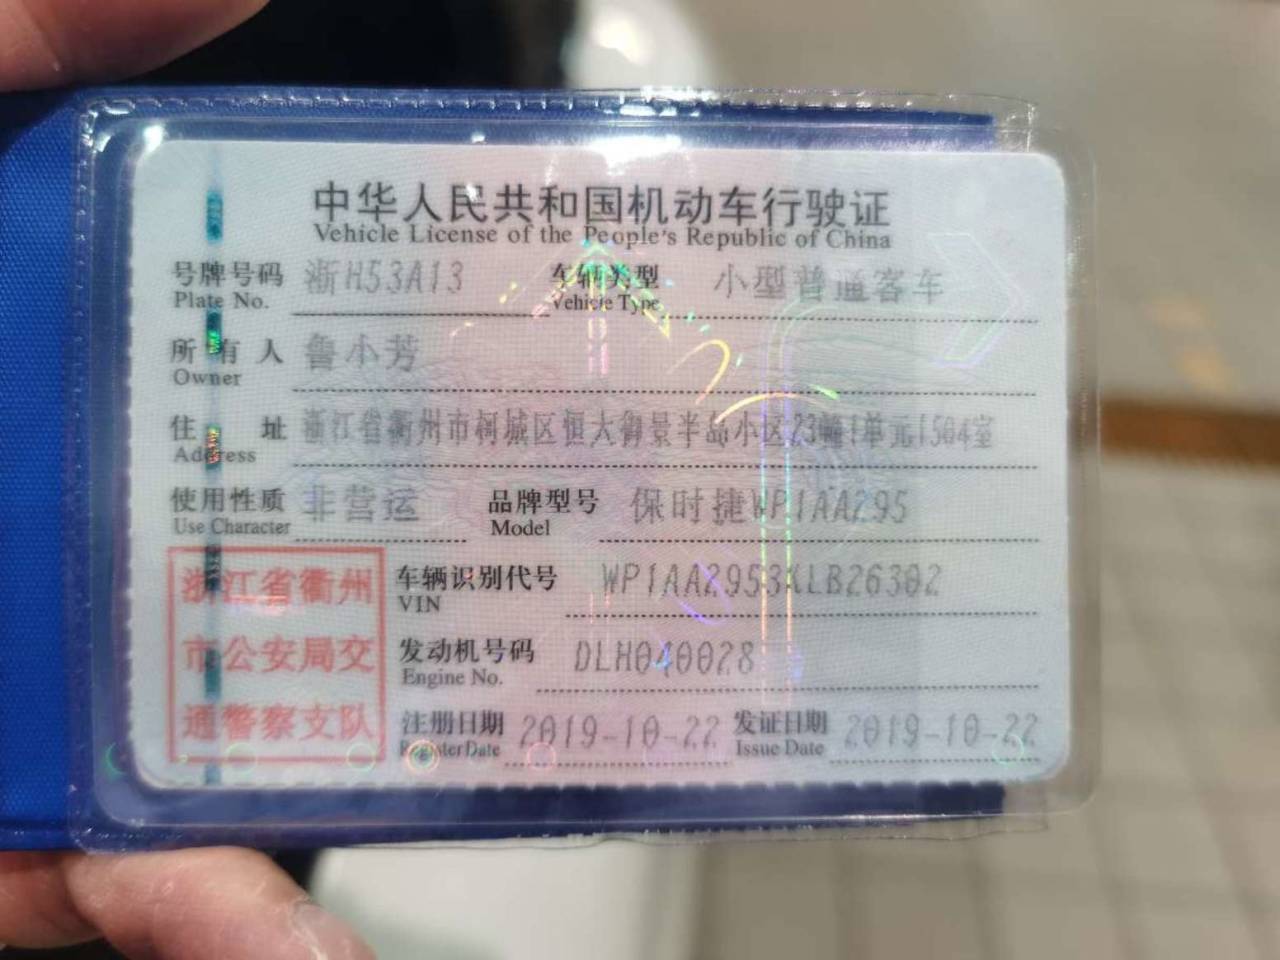 中华人民共和国机动车行驶证
Vehicle License of the People's Republic of China
号牌号码 浙H53A13 车辆类型 小型普通客车
Plate No. Vehicle Type
所有人 鲁小芳
Owner
住址 浙江省衢州市柯城区恒大御景半岛小区23幢1单元1504室
Address
使用性质 非营运 品牌型号 保时捷WP1AA295
Use Character Model
浙江省衢州
市公安局交
通警察支队
车辆识别代号 WP1AA2953KLB26302
VIN
发动机号码 DLH040028
Engine No.
注册日期 2019-10-22 发证日期 2019-10-22
Register Date Issue Date